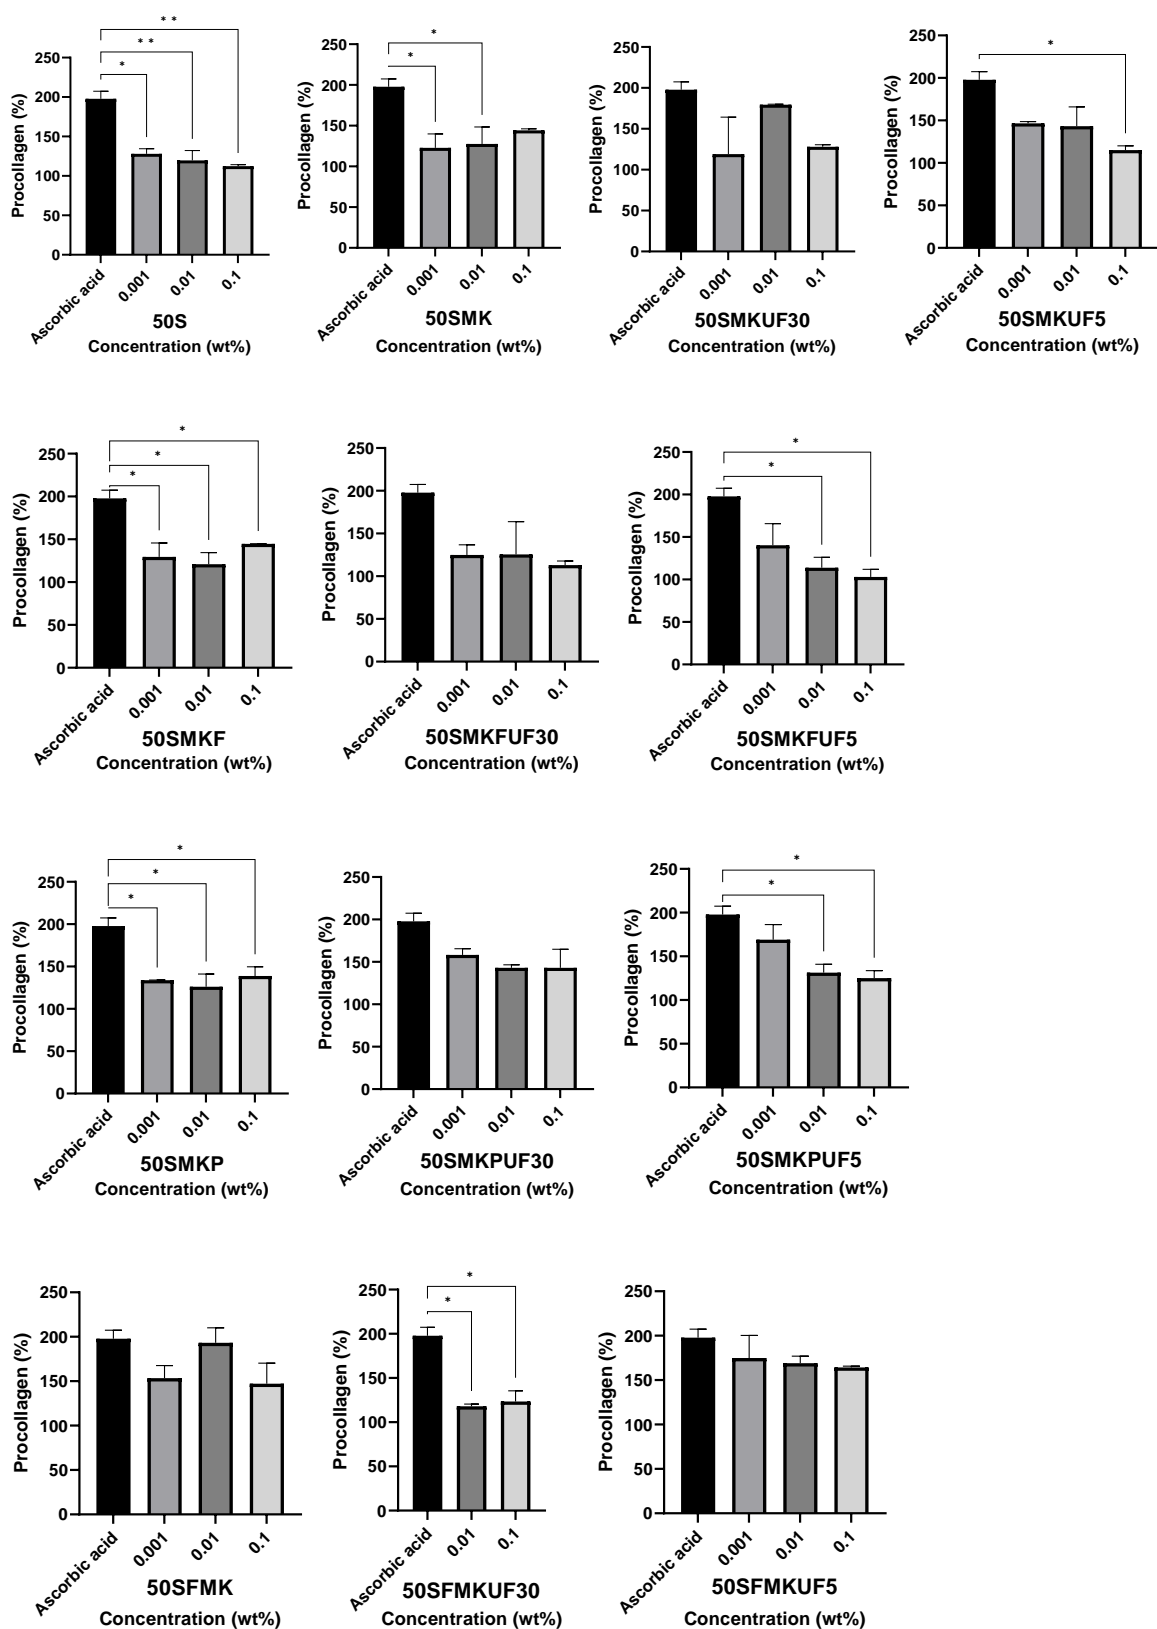 * *
* *
*
Procollagen (%)
250
200
150
100
50
0
Ascorbic acid
0.001
0.01
0.1
50S
Concentration (wt%)
*
*
Procollagen (%)
250
200
150
100
50
0
Ascorbic acid
0.001
0.01
0.1
50SMK
Concentration (wt%)
Procollagen (%)
250
200
150
100
50
0
Ascorbic acid
0.001
0.01
0.1
50SMKUF30
Concentration (wt%)
*
Procollagen (%)
250
200
150
100
50
0
Ascorbic acid
0.001
0.01
0.1
50SMKUF5
Concentration (wt%)
*
*
*
Procollagen (%)
250
200
150
100
50
0
Ascorbic acid
0.001
0.01
0.1
50SMKF
Concentration (wt%)
Procollagen (%)
250
200
150
100
50
0
Ascorbic acid
0.001
0.01
0.1
50SMKFUF30
Concentration (wt%)
*
*
Procollagen (%)
250
200
150
100
50
0
Ascorbic acid
0.001
0.01
0.1
50SMKFUF5
Concentration (wt%)
*
*
*
Procollagen (%)
250
200
150
100
50
0
Ascorbic acid
0.001
0.01
0.1
50SMKP
Concentration (wt%)
Procollagen (%)
250
200
150
100
50
0
Ascorbic acid
0.001
0.01
0.1
50SMKPUF30
Concentration (wt%)
*
*
Procollagen (%)
250
200
150
100
50
0
Ascorbic acid
0.001
0.01
0.1
50SMKPUF5
Concentration (wt%)
Procollagen (%)
250
200
150
100
50
0
Ascorbic acid
0.001
0.01
0.1
50SFMK
Concentration (wt%)
*
*
Procollagen (%)
250
200
150
100
50
0
Ascorbic acid
0.01
0.1
50SFMKUF30
Concentration (wt%)
Procollagen (%)
250
200
150
100
50
0
Ascorbic acid
0.001
0.01
0.1
50SFMKUF5
Concentration (wt%)